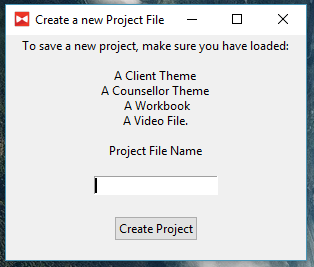 Create a new Project File
To save a new project, make sure you have loaded:
A Client Theme
A Counsellor Theme
A Workbook
A Video File.
Project File Name
Create Project